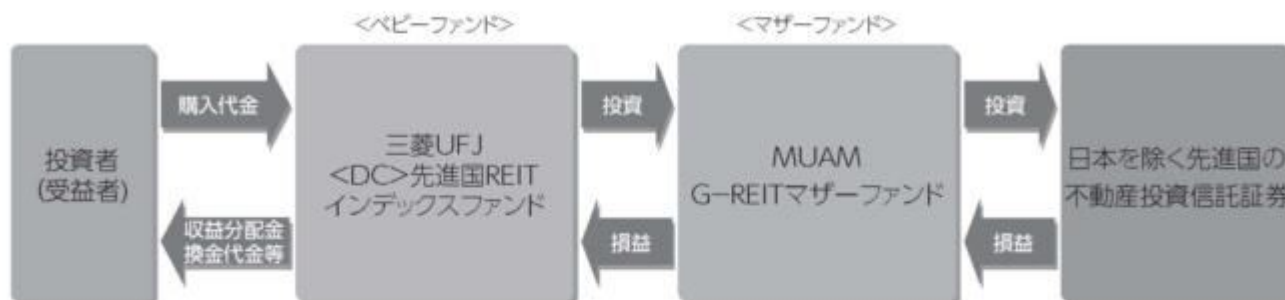 <ベビーファンド>
<マザーファンド>
購入代金
投資
投資
投資者
(受益者)
三菱UFJ
<DC>先進国REIT
インデックスファンド
MUAM
G-REITマザーファンド
日本を除く先進国の
不動産投資信託証券
収益分配金
換金代金等
損益
損益